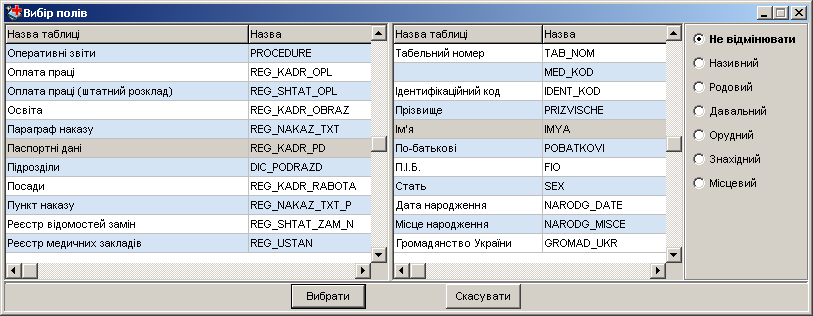 Вибір полів
Назва таблиці Назва
Оперативні звіти PROCEDURE
Оплата праці REG_KADR_OPL
Оплата праці (штатний розклад) REG_SHTAT_OPL
Освіта REG_KADR_OBRAZ
Параграф наказу REG_NAKAZ_TXT
Паспортні дані REG_KADR_PD
Підрозділи DIC_PODRAZD
Посади REG_KADR_RABOTA
Пункт наказу REG_NAKAZ_TXT_P
Реєстр відомостей замін REG_SHTAT_ZAM_N
Реєстр медичних закладів REG_USTAN
Назва таблиці Назва
Табельний номер TAB_NOM
MED_KOD
Ідентефікаційний код IDENT_KOD
Прізвище PRIZVISCHE
Ім'я IMYA
По-батькові POBATKOVI
П.І.Б. FIO
Стать SEX
Дата народження NARODG_DATE
Місце народження NARODG_MISCE
Громадянство України GROMAD_UKR
Не відмінювати
Називний
Родовий
Давальний
Орудний
Знахідний
Місцевий
Вибрати
Скасувати